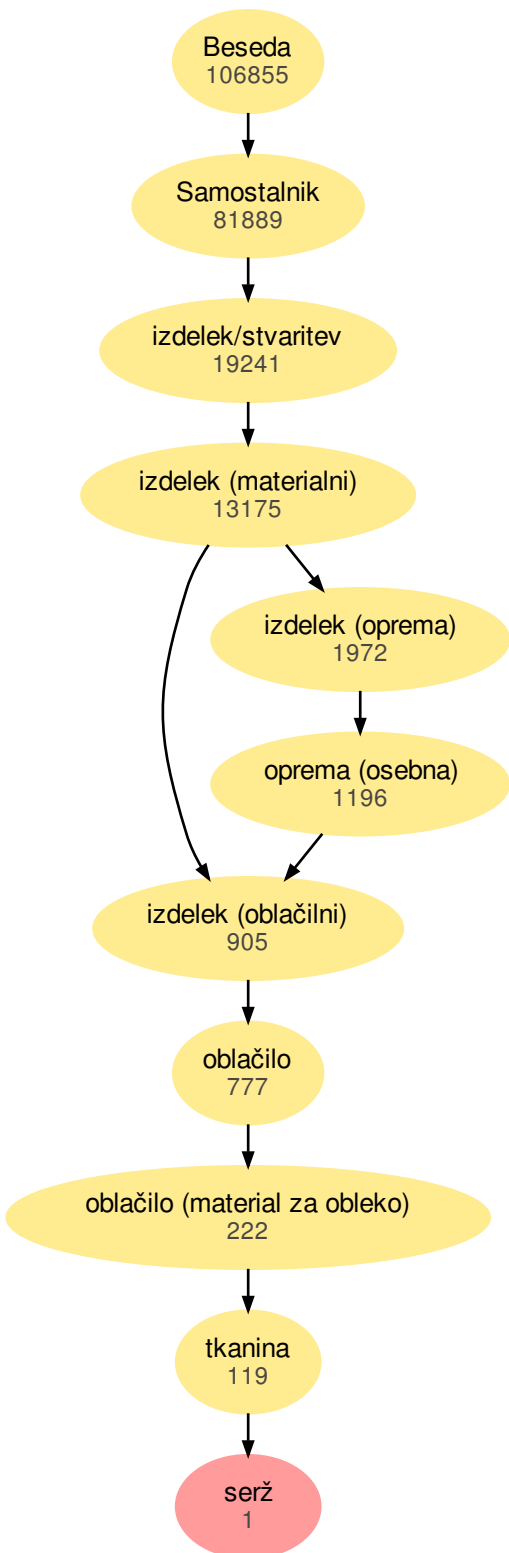 Beseda
106855
Samostalnik
81889
izdelek/stvaritev
19241
izdelek (materialni)
13175
izdelek (oprema)
1972
oprema (osebna)
1196
izdelek (oblačilni)
905
oblačilo
777
oblačilo (material za obleko)
222
tkanina
119
serž
1